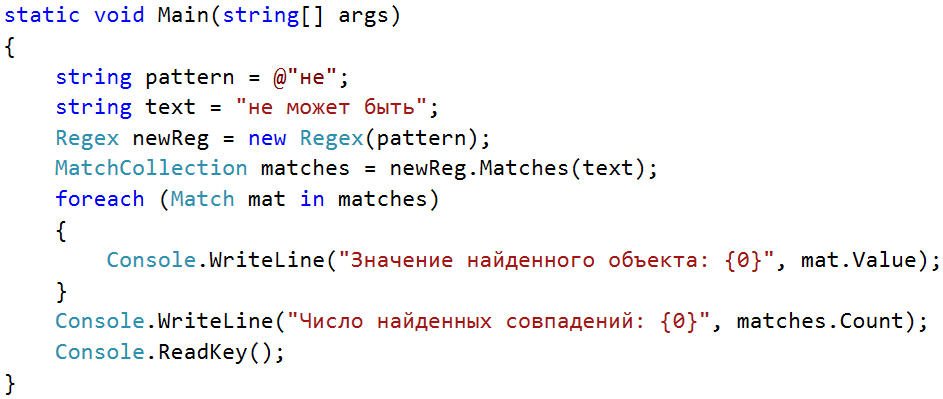 static void Main(string[] args)
{
    string pattern = @"не";
    string text = "не может быть";
    Regex newReg = new Regex(pattern);
    MatchCollection matches = newReg.Matches(text);
    foreach (Match mat in matches)
    {
        Console.WriteLine("Значение найденного объекта: {0}", mat.Value);
    }
    Console.WriteLine("Число найденных совпадений: {0}", matches.Count);
    Console.ReadKey();
}